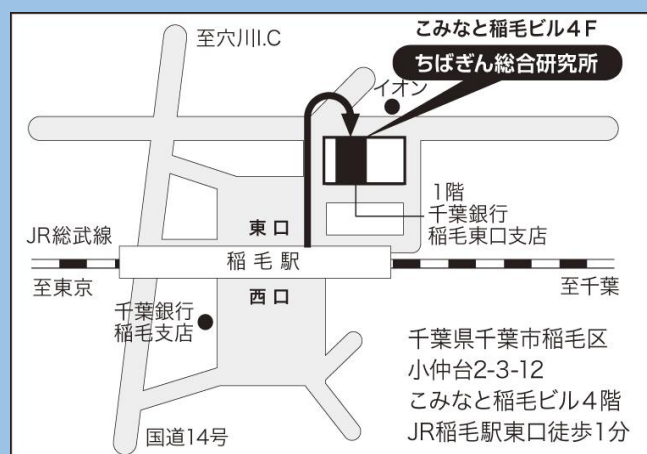 至穴川I.C
こみなと稲毛ビル4F
ちばぎん総合研究所
イオン
1階
千葉銀行
稲毛東口支店
東口
JR総武線
稲毛駅
至東京
至千葉
西口
千葉銀行
稲毛支店
国道14号
千葉県千葉市稲毛区
小仲台2-3-12
こみなと稲毛ビル4階
JR稲毛駅東口徒歩1分